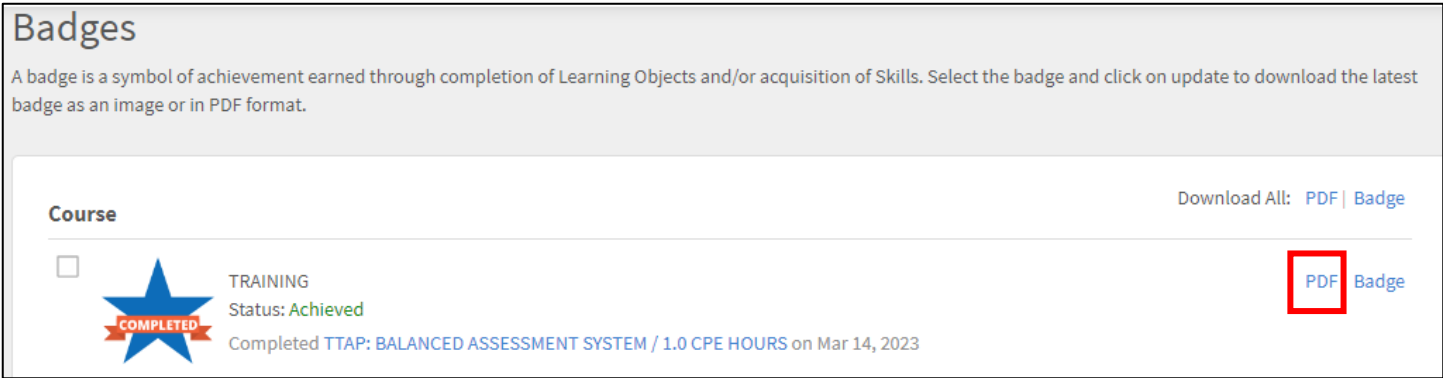 Badges
A badge is a symbol of achievement earned through completion of Learning Objects and/or acquisition of Skills. Select the badge and click on update to download the latest
badge as an image or in PDF format.
Download All: PDF | Badge
Course
TRAINING
PDF Badge
Status: Achieved
COMPLETED
Completed TTAP: BALANCED ASSESSMENT SYSTEM / 1.0 CPE HOURS on Mar 14, 2023